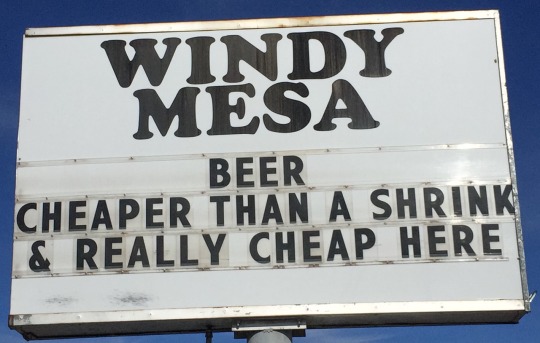 WINDY
MESA
BEER
CHEAPER THAN A SHRINK
& REALLY CHEAP HERE